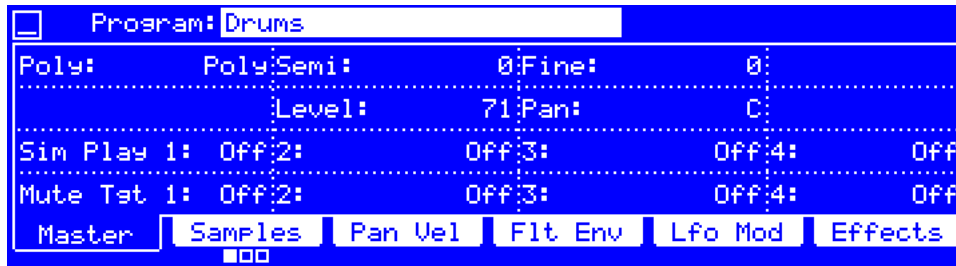 Program: Drums
Poly: Poly Semi: 0 Fine: 0
Level: 71 Pan: C
Sim Play 1: Off 2: Off 3: Off 4: Off
Mute Tgt 1: Off 2: Off 3: Off 4: Off
Master Samples Pan Vel Flt Env Lfo Mod Effects